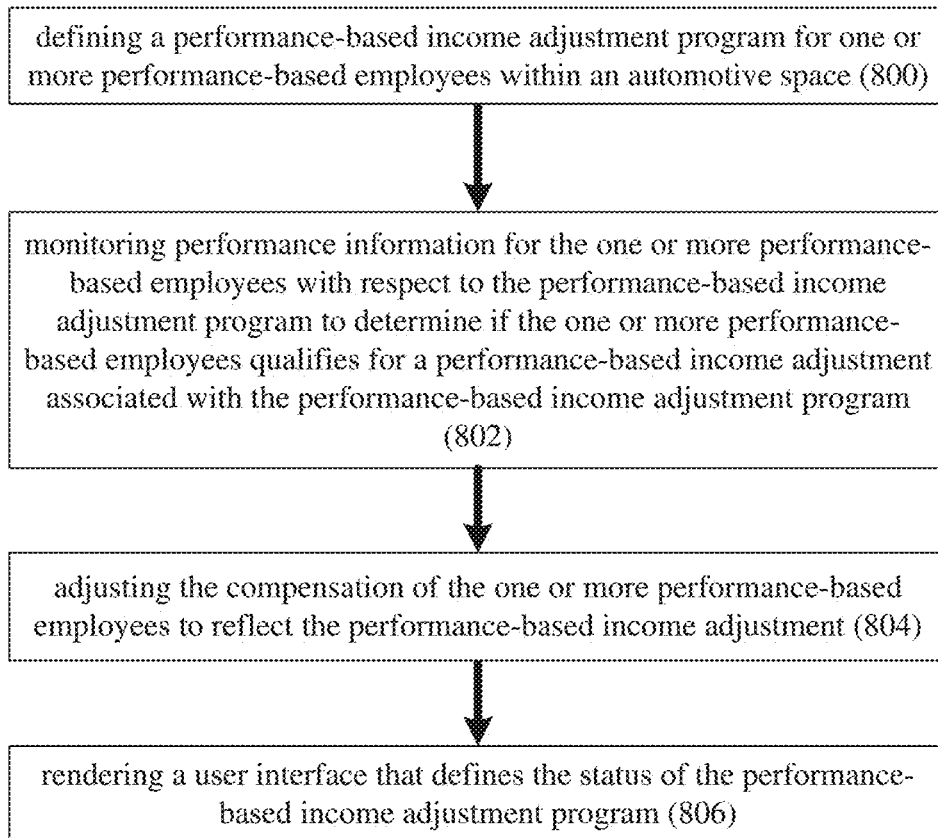 defining a performance-based income adjustment program for one or
more performance-based employees within an automotive space (800)
monitoring performance information for the one or more performance-
based employees with respect to the performance-based income
adjustment program to determine if the one or more performance-
based employees qualifies for a performance-based income adjustment
associated with the performance-based income adjustment program
(802)
adjusting the compensation of the one or more performance-based
employees to reflect the performance-based income adjustment (804)
rendering a user interface that defines the status of the performance-
based income adjustment program (806)